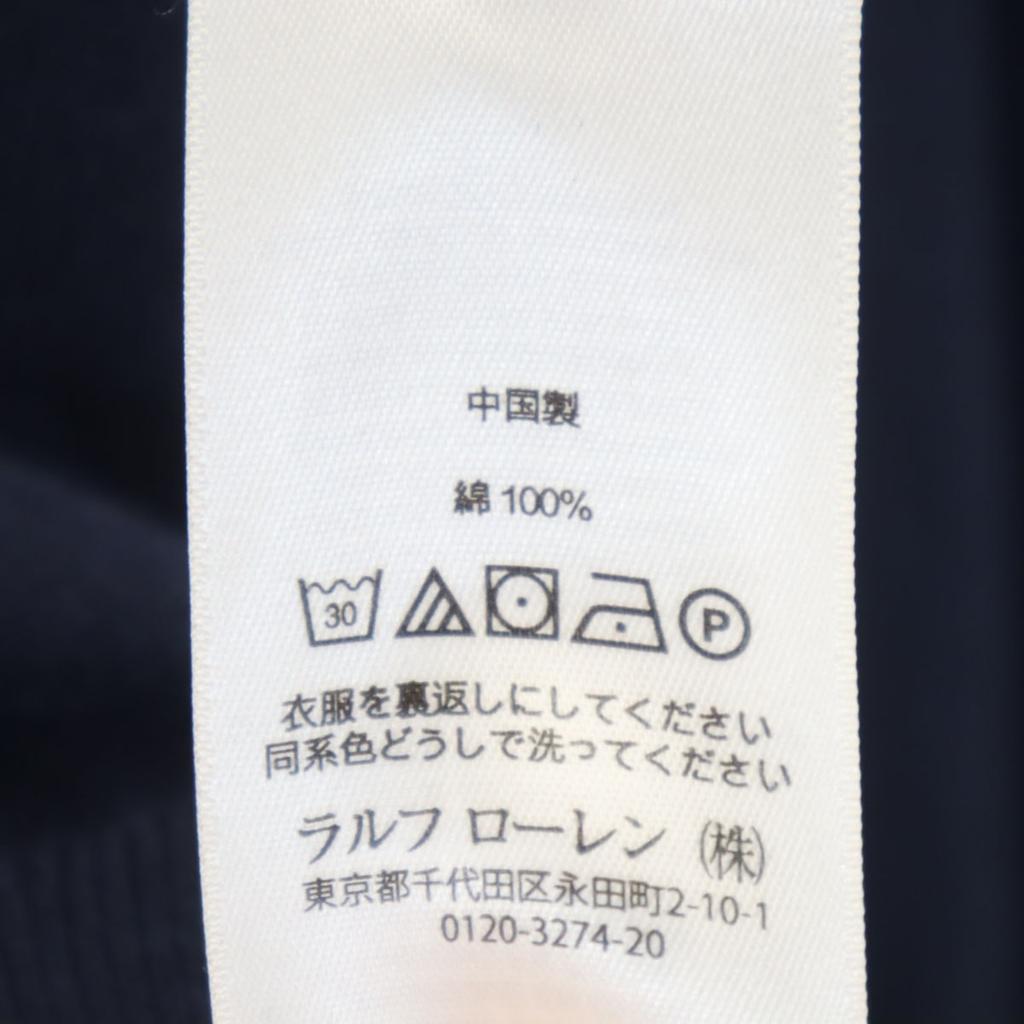 中国製
綿 100%
30
P
衣服を裏返しにしてください
同系色どうしで洗ってください
ラルフ ローレン (株)
東京都千代田区永田町2-10-1
0120-3274-20